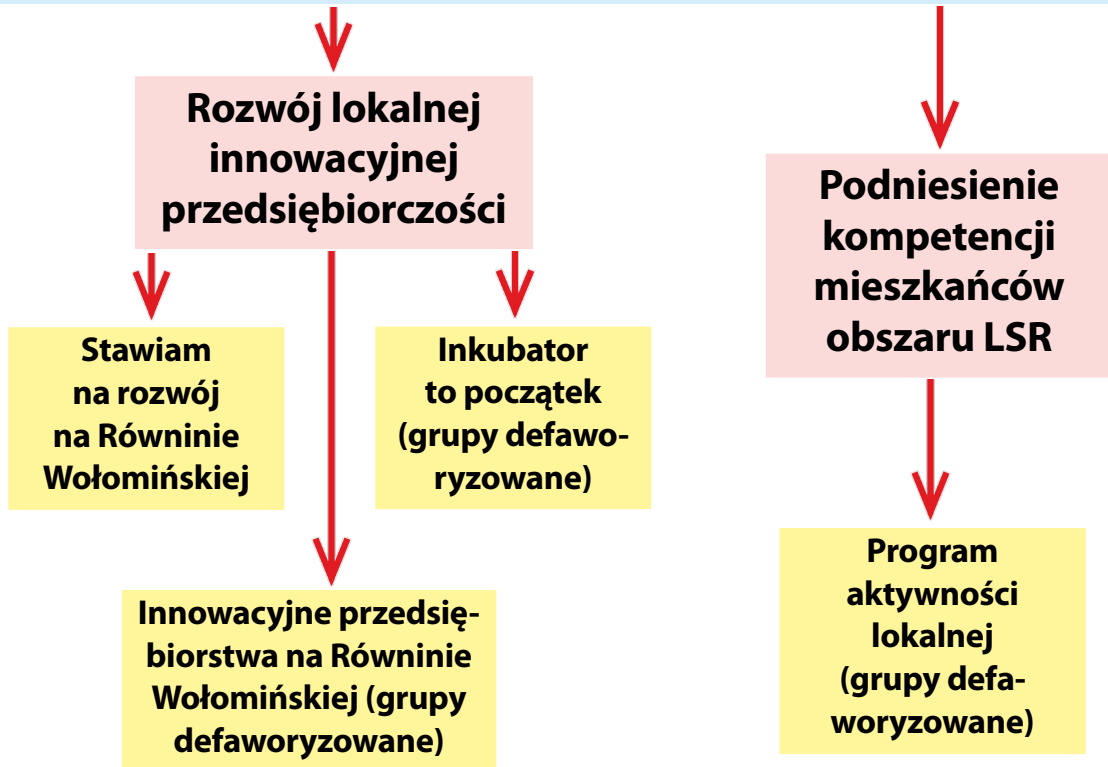 Rozwój lokalnej
innowacyjnej
przedsiębiorczości
Podniesienie
kompetencji
mieszkańców
obszaru LSR
Stawiam
na rozwój
na Równinie
Wołomińskiej
Inkubator
to początek
(grupy defawo-
ryzowane)
Innowacyjne przedsię-
biorstwa na Równinie
Wołomińskiej (grupy
defaworyzowane)
Program
aktywności
lokalnej
(grupy defa-
woryzowane)